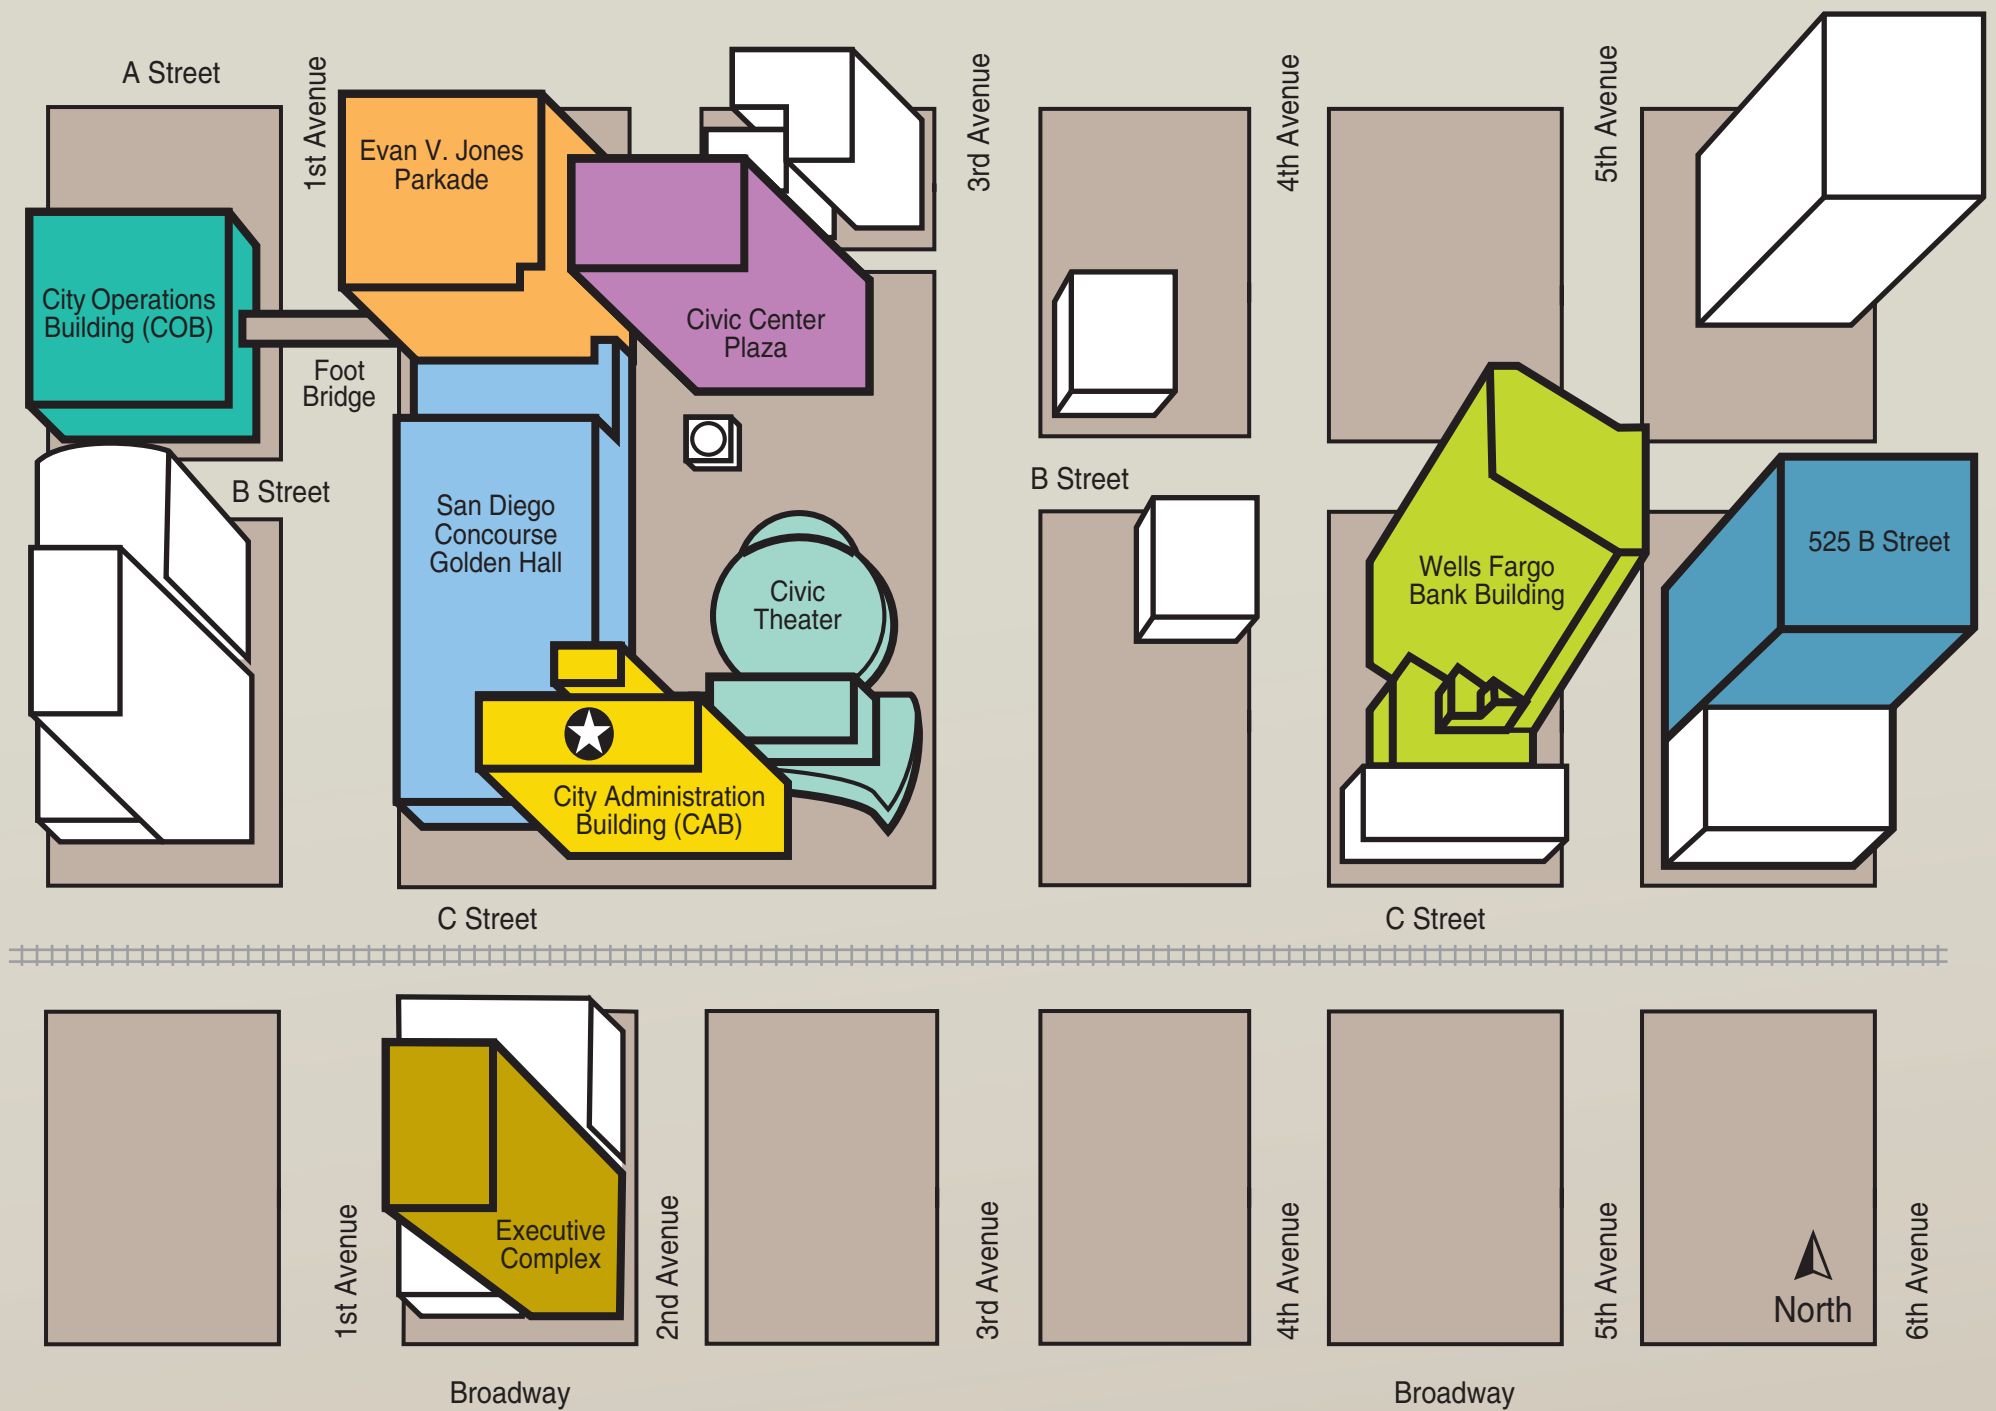 A Street
1st Avenue
3rd Avenue
4th Avenue
5th Avenue
Evan V. Jones
Parkade
City Operations
Building (COB)
Foot
Bridge
Civic Center
Plaza
B Street
B Street
San Diego
Concourse
Golden Hall
Civic
Theater
Wells Fargo
Bank Building
525 B Street
City Administration
Building (CAB)
C Street
C Street
Executive
Complex
1st Avenue
2nd Avenue
3rd Avenue
4th Avenue
5th Avenue
6th Avenue
North
Broadway
Broadway